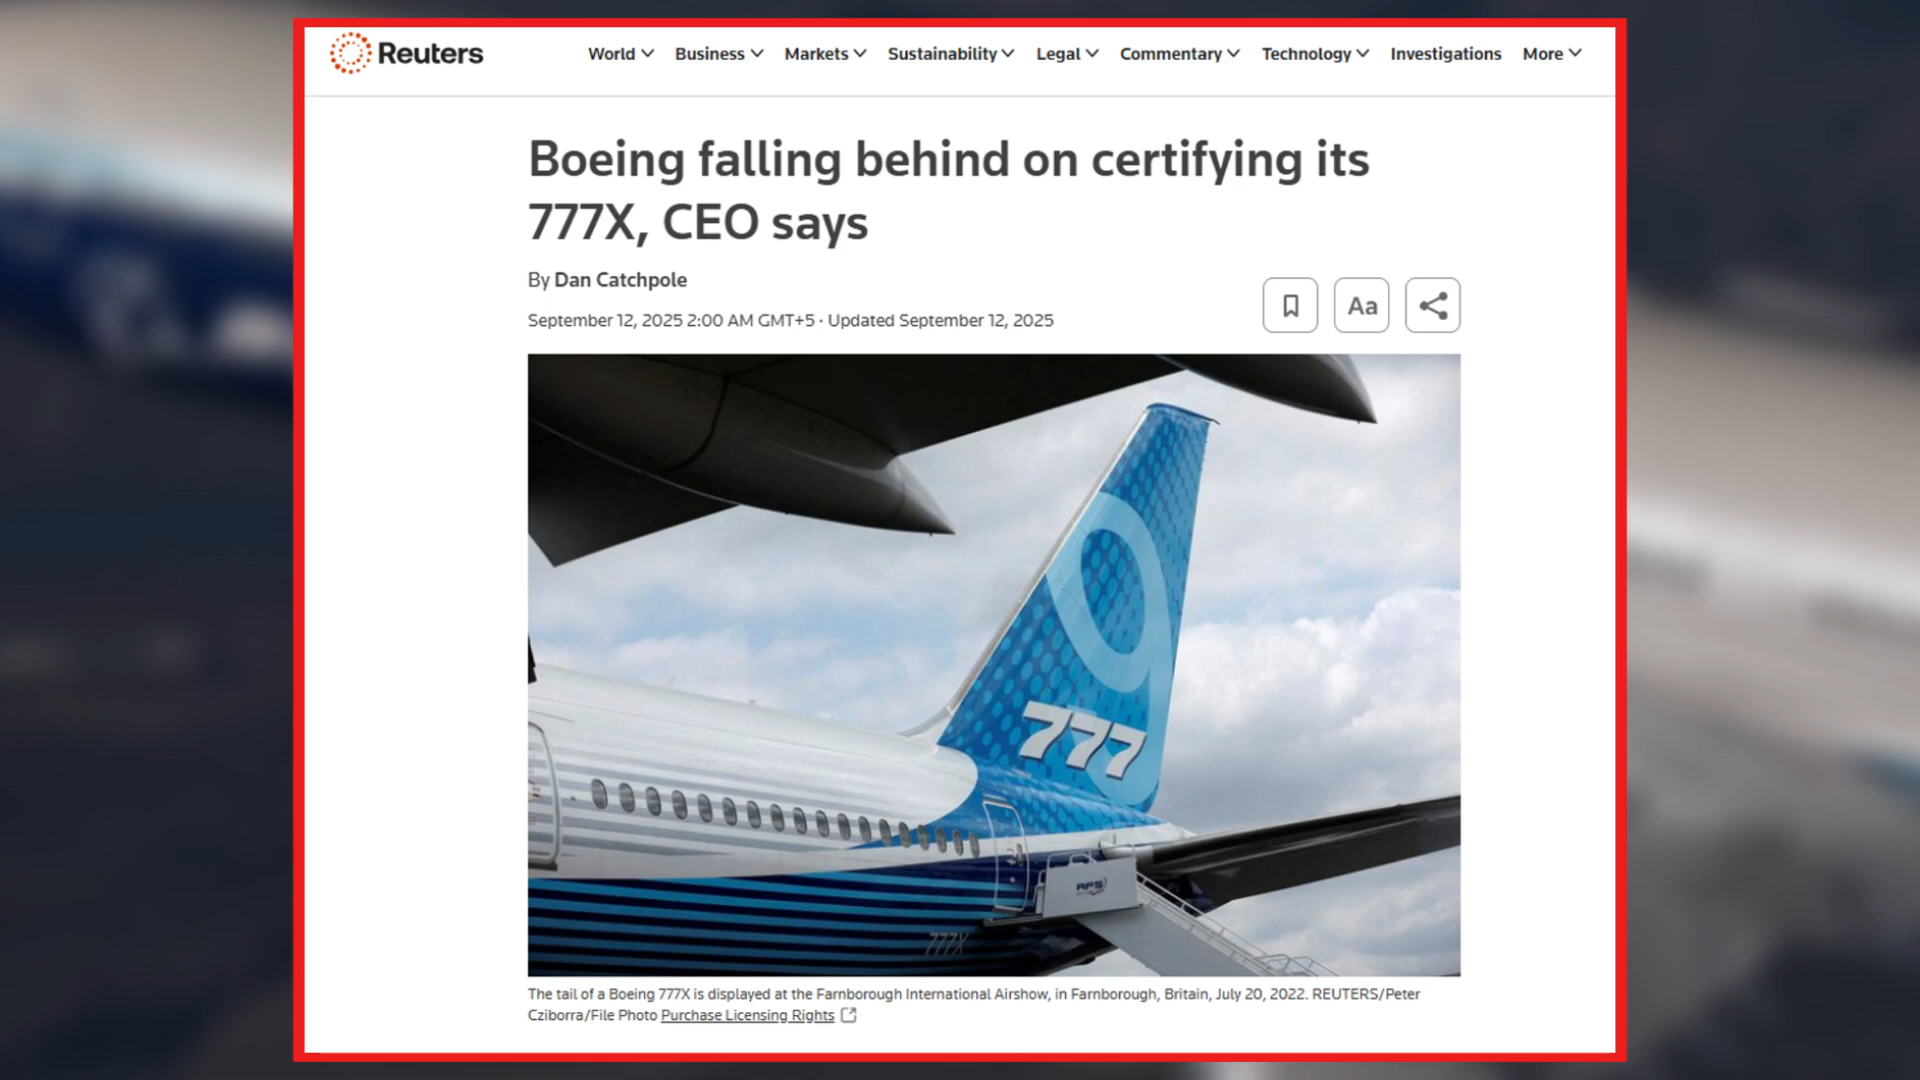 Reuters
World Business Markets Sustainability Legal Commentary Technology Investigations More
Boeing falling behind on certifying its
777X, CEO says
By Dan Catchpole
September 12, 2025 2:00 AM GMT+5 · Updated September 12, 2025
Aa
9
777
AFS
777X
The tail of a Boeing 777X is displayed at the Farnborough International Airshow, in Farnborough, Britain, July 20, 2022. REUTERS/Peter
Cziborra/File Photo Purchase Licensing Rights